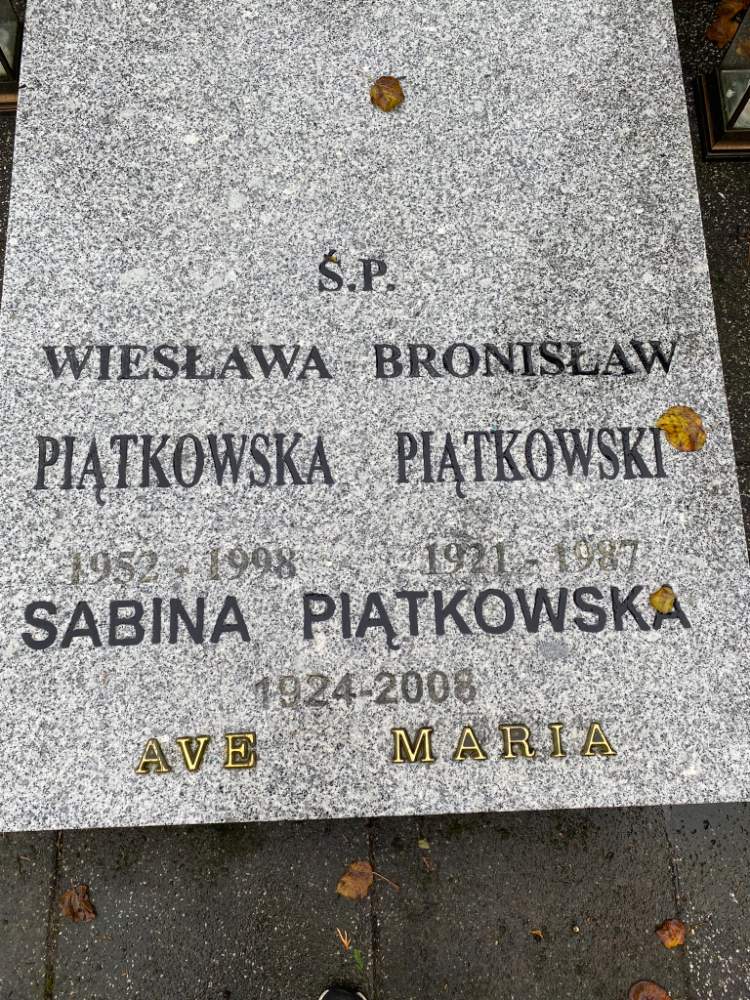 Ś.P.
WIESŁAWA BRONISŁAW
PIĄTKOWSKA PIĄTKOWSKI
1952 - 1998 1921 - 1987
SABINA PIĄTKOWSKA
1924-2008
AVE MARIA